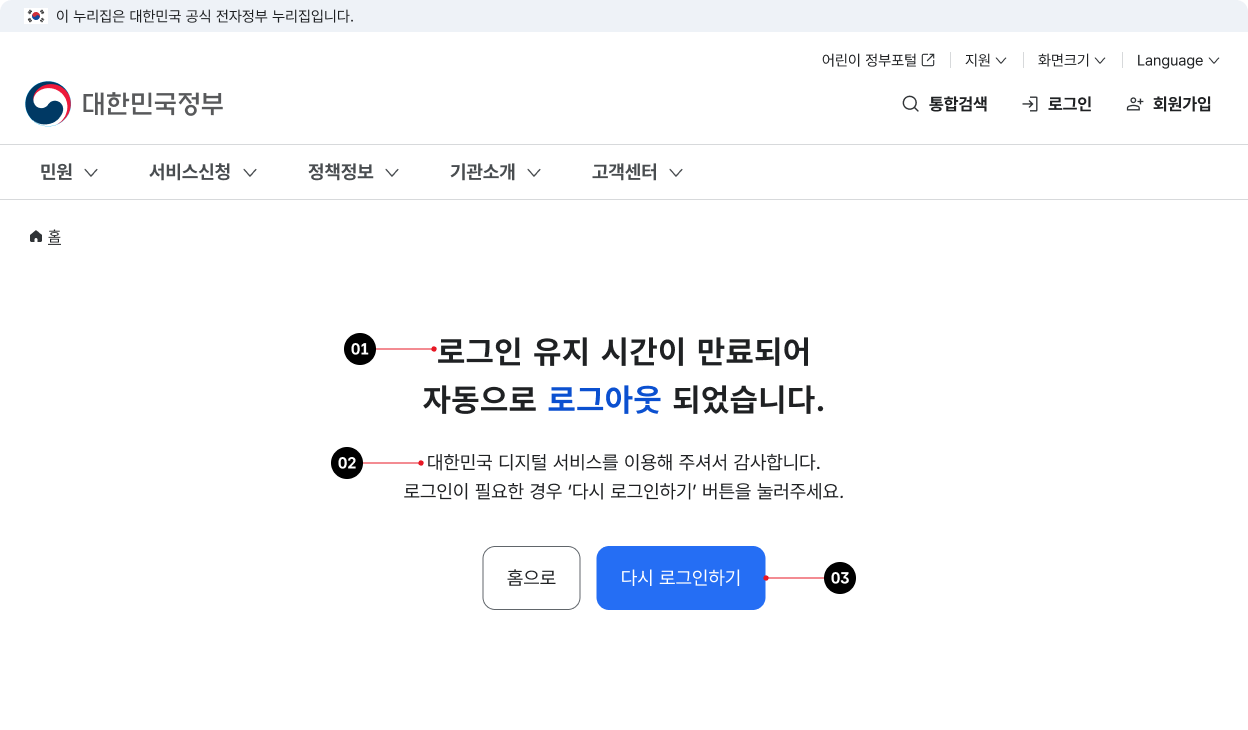 이 누리집은 대한민국 공식 전자정부 누리집입니다.
어린이 정부포털 지원 화면크기 Language
대한민국정부
통합검색 로그인 회원가입
민원 서비스신청 정책정보 기관소개 고객센터
홈
01 로그인 유지 시간이 만료되어
자동으로 로그아웃 되었습니다.
02 대한민국 디지털 서비스를 이용해 주셔서 감사합니다.
로그인이 필요한 경우 ‘다시 로그인하기’ 버튼을 눌러주세요.
홈으로 다시 로그인하기 03